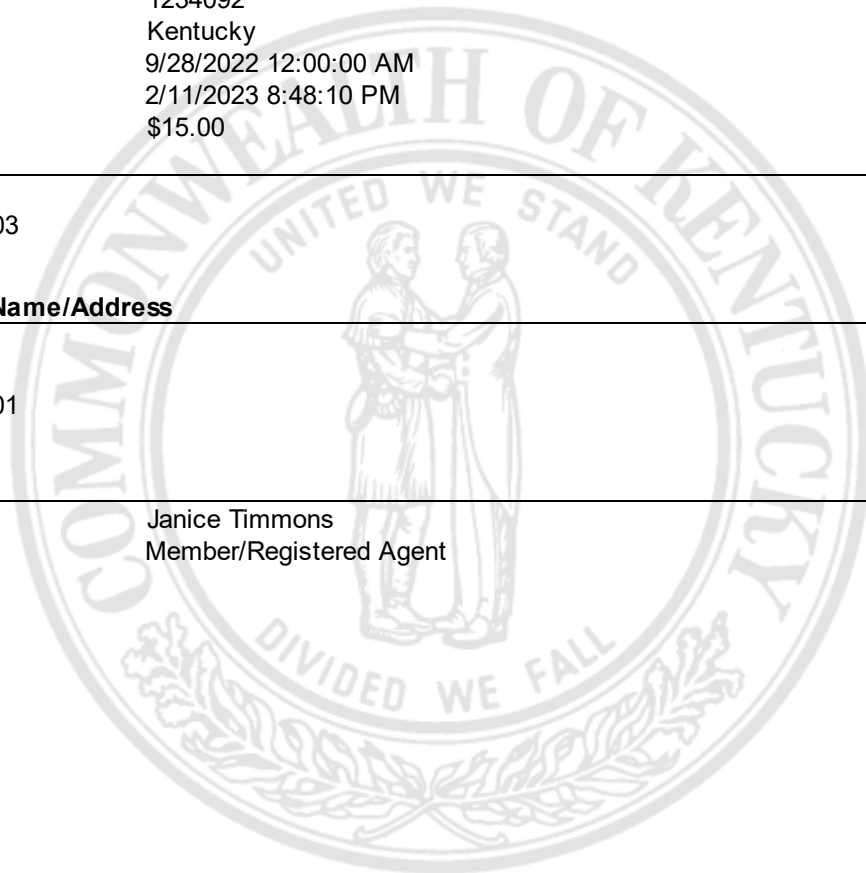 1234092
Kentucky
9/28/2022 12:00:00 AM
2/11/2023 8:48:10 PM
$15.00
03
Name/Address
01
Janice Timmons
Member/Registered Agent
COMMONWEALTH OF KENTUCKY
UNITED WE STAND
DIVIDED WE FALL